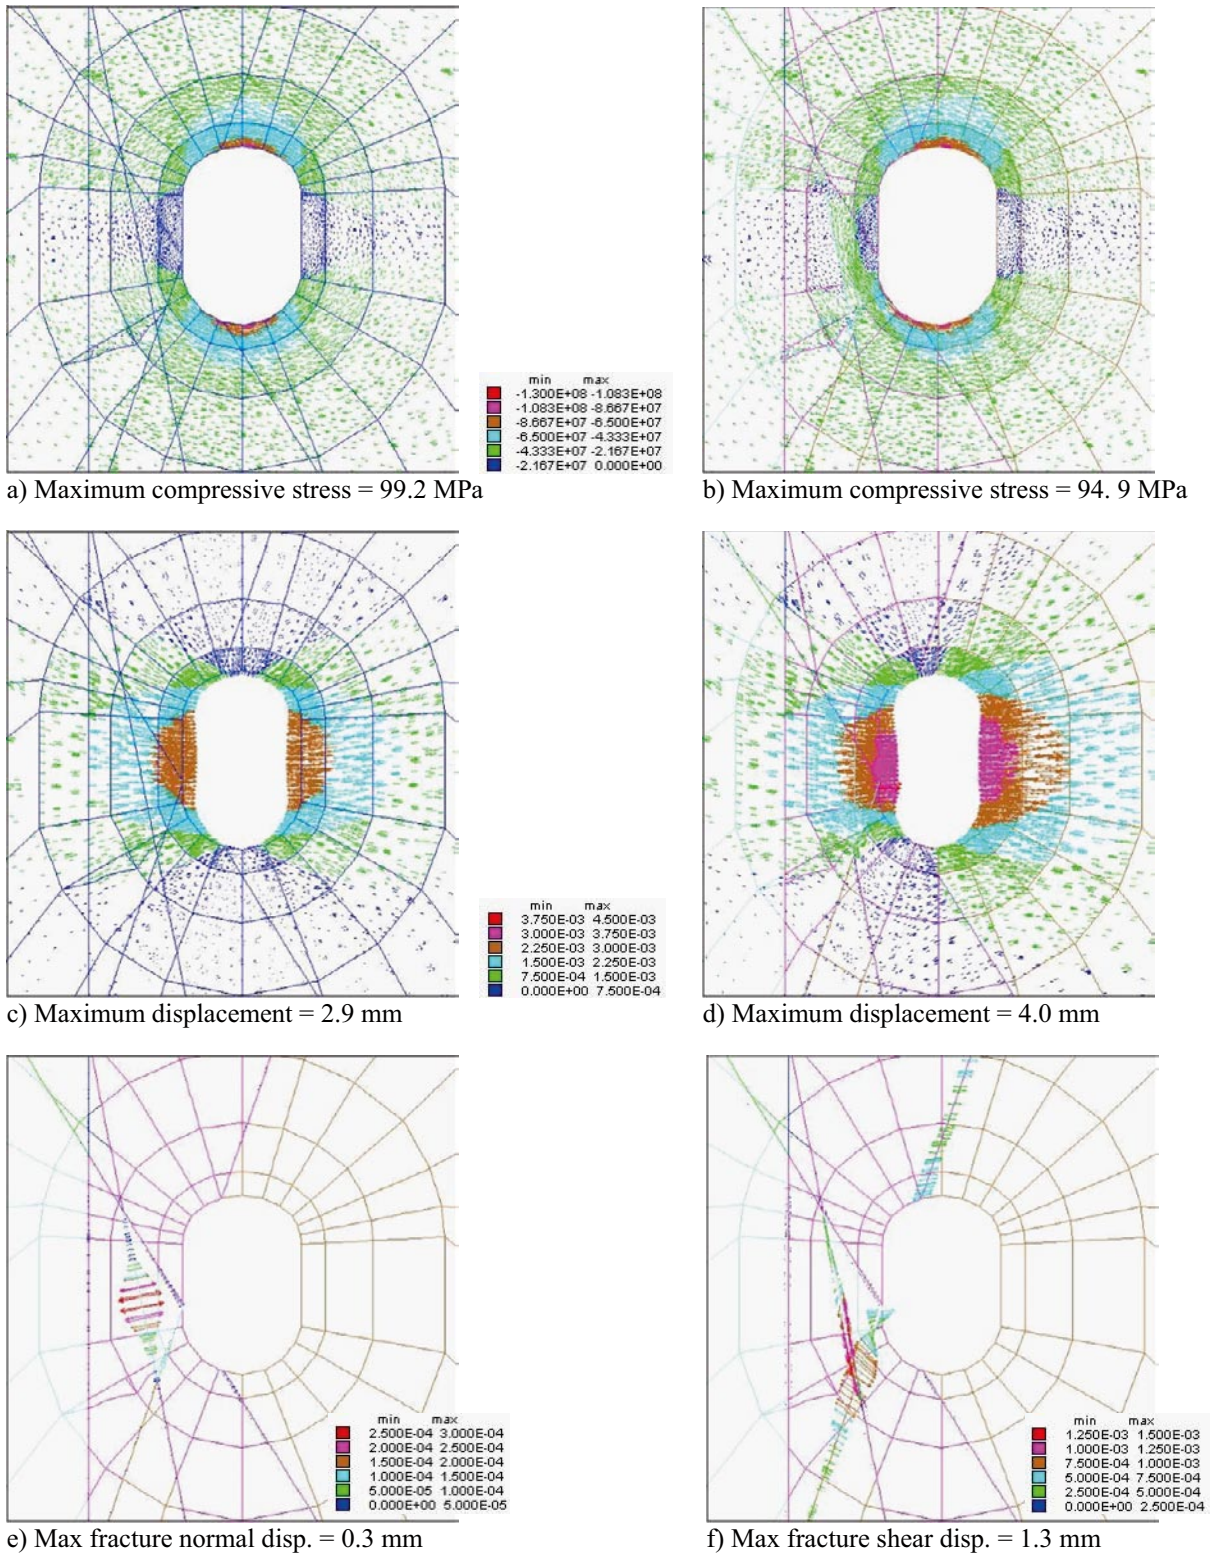 min max
-1.300E+08 -1.083E+08
-1.083E+08 -8.667E+07
-8.667E+07 -6.500E+07
-6.500E+07 -4.333E+07
-4.333E+07 -2.167E+07
-2.167E+07 0.000E+00
a) Maximum compressive stress = 99.2 MPa
b) Maximum compressive stress = 94. 9 MPa
min max
3.750E-03 4.500E-03
3.000E-03 3.750E-03
2.250E-03 3.000E-03
1.500E-03 2.250E-03
7.500E-04 1.500E-03
0.000E+00 7.500E-04
c) Maximum displacement = 2.9 mm
d) Maximum displacement = 4.0 mm
min max
2.500E-04 3.000E-04
2.000E-04 2.500E-04
1.500E-04 2.000E-04
1.000E-04 1.500E-04
5.000E-05 1.000E-04
0.000E+00 5.000E-05
min max
1.250E-03 1.500E-03
1.000E-03 1.250E-03
7.500E-04 1.000E-03
5.000E-04 7.500E-04
2.500E-04 5.000E-04
0.000E+00 2.500E-04
e) Max fracture normal disp. = 0.3 mm
f) Max fracture shear disp. = 1.3 mm